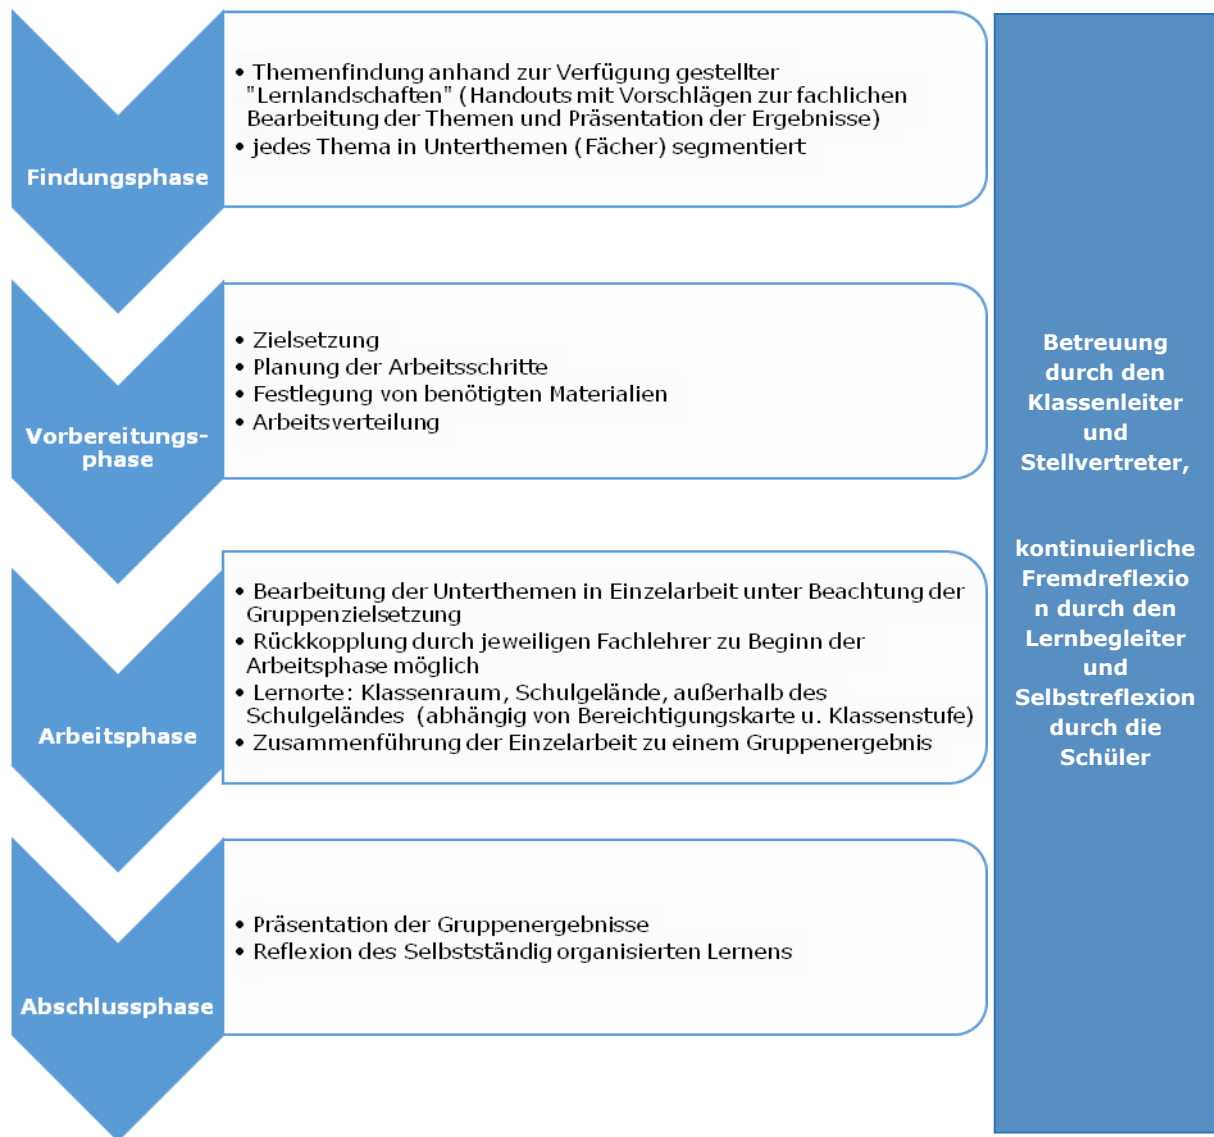 Findungsphase
• Themenfindung anhand zur Verfügung gestellter
"Lernlandschaften" (Handouts mit Vorschlägen zur fachlichen
Bearbeitung der Themen und Präsentation der Ergebnisse)
• jedes Thema in Unterthemen (Fächer) segmentiert
Vorbereitungs-
phase
• Zielsetzung
• Planung der Arbeitsschritte
• Festlegung von benötigten Materialien
• Arbeitsverteilung
Arbeitsphase
• Bearbeitung der Unterthemen in Einzelarbeit unter Beachtung der
Gruppenzielsetzung
• Rückkopplung durch jeweiligen Fachlehrer zu Beginn der
Arbeitsphase möglich
• Lernorte: Klassenraum, Schulgelände, außerhalb des
Schulgeländes (abhängig von Bereichtigungskarte u. Klassenstufe)
• Zusammenführung der Einzelarbeit zu einem Gruppenergebnis
Abschlussphase
• Präsentation der Gruppenergebnisse
• Reflexion des Selbstständig organisierten Lernens
Betreuung
durch den
Klassenleiter
und
Stellvertreter,
kontinuierliche
Fremdreflexio
n durch den
Lernbegleiter
und
Selbstreflexion
durch die
Schüler